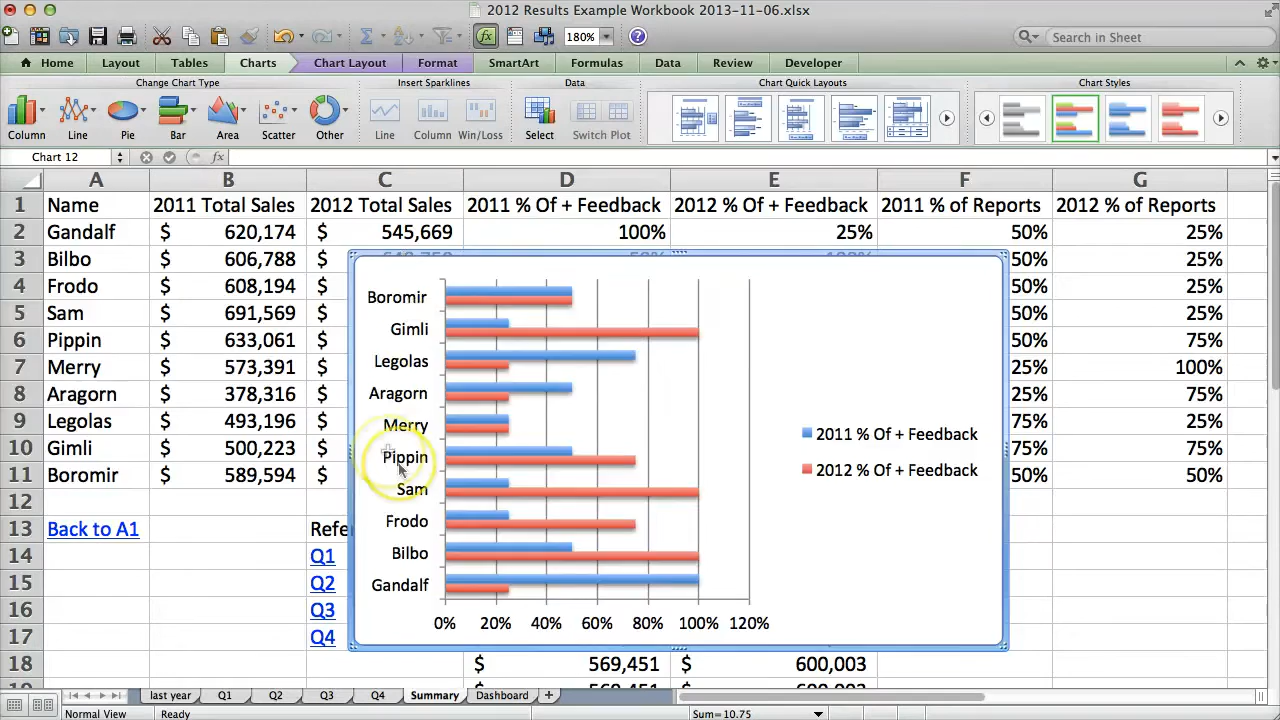 2012 Results Example Workbook 2013-11-06.xlsx
180% Search in Sheet
Home Layout Tables Charts Chart Layout Format SmartArt Formulas Data Review Developer
Change Chart Type Insert Sparklines Data Chart Quick Layouts Chart Styles
Column Line Pie Bar Area Scatter Other Line Column Win/Loss Select Switch Plot
Chart 12 fx
A B C D E F G
1 Name 2011 Total Sales 2012 Total Sales 2011 % Of + Feedback 2012 % Of + Feedback 2011 % of Reports 2012 % of Reports
2 Gandalf $ 620,174 $ 545,669 100% 25% 50% 25%
3 Bilbo $ 606,788 $ 50% 25%
4 Frodo $ 608,194 $ 50% 25%
5 Sam $ 691,569 $ 50% 25%
6 Pippin $ 633,061 $ 50% 75%
7 Merry $ 573,391 $ 25% 100%
8 Aragorn $ 378,316 $ 25% 75%
9 Legolas $ 493,196 $ 75% 25%
10 Gimli $ 500,223 $ 75% 75%
11 Boromir $ 589,594 $ 50% 50%
12
13 Back to A1 Refe
14 Q1
15 Q2
16 Q3
17 Q4
18 $ 569,451 $ 600,003
Boromir
Gimli
Legolas
Aragorn
Merry
Pippin
Sam
Frodo
Bilbo
Gandalf
0% 20% 40% 60% 80% 100% 120%
2011 % Of + Feedback
2012 % Of + Feedback
last year Q1 Q2 Q3 Q4 Summary Dashboard +
Normal View Ready Sum=10.75